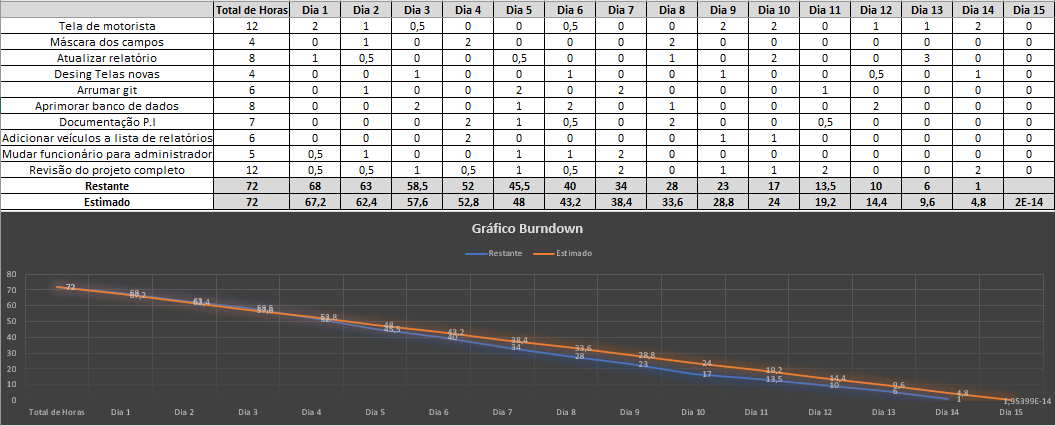 Total de Horas Dia 1 Dia 2 Dia 3 Dia 4 Dia 5 Dia 6 Dia 7 Dia 8 Dia 9 Dia 10 Dia 11 Dia 12 Dia 13 Dia 14 Dia 15
Tela de motorista 12 2 1 0,5 0 0 0,5 0 0 2 2 0 1 1 2 0
Máscara dos campos 4 0 1 0 2 0 0 0 2 0 0 0 0 0 0 0
Atualizar relatório 8 1 0,5 0 0 0,5 0 0 1 0 2 0 0 3 0 0
Desing Telas novas 4 0 0 1 0 0 1 0 0 1 0 0 0,5 0 1 0
Arrumar git 6 0 1 0 0 2 0 2 0 0 0 1 0 0 0 0
Aprimorar banco de dados 8 0 0 2 0 1 2 0 1 0 0 0 2 0 0 0
Documentação P.I 7 0 0 0 2 1 0,5 0 2 0 0 0,5 0 0 0 0
Adicionar veículos a lista de relatórios 6 0 0 0 2 0 0 0 0 1 1 0 0 0 0 0
Mudar funcionário para administrador 5 0,5 1 0 0 1 1 2 0 0 0 0 0 0 0 0
Revisão do projeto completo 12 0,5 0,5 1 0,5 1 0,5 2 0 1 1 2 0 0 2 0
Restante 72 68 63 58,5 52 45,5 40 34 28 23 17 13,5 10 6 1
Estimado 72 67,2 62,4 57,6 52,8 48 43,2 38,4 33,6 28,8 24 19,2 14,4 9,6 4,8 2E-14
Gráfico Burndown
Restante Estimado
80
70
60
50
40
30
20
10
0
72 68 63 58,5 52 45,5 40 34 28 23 17 13,5 10 6 1
72 67,2 62,4 57,6 52,8 48 43,2 38,4 33,6 28,8 24 19,2 14,4 9,6 4,8 1,95399E-14
Total de Horas Dia 1 Dia 2 Dia 3 Dia 4 Dia 5 Dia 6 Dia 7 Dia 8 Dia 9 Dia 10 Dia 11 Dia 12 Dia 13 Dia 14 Dia 15